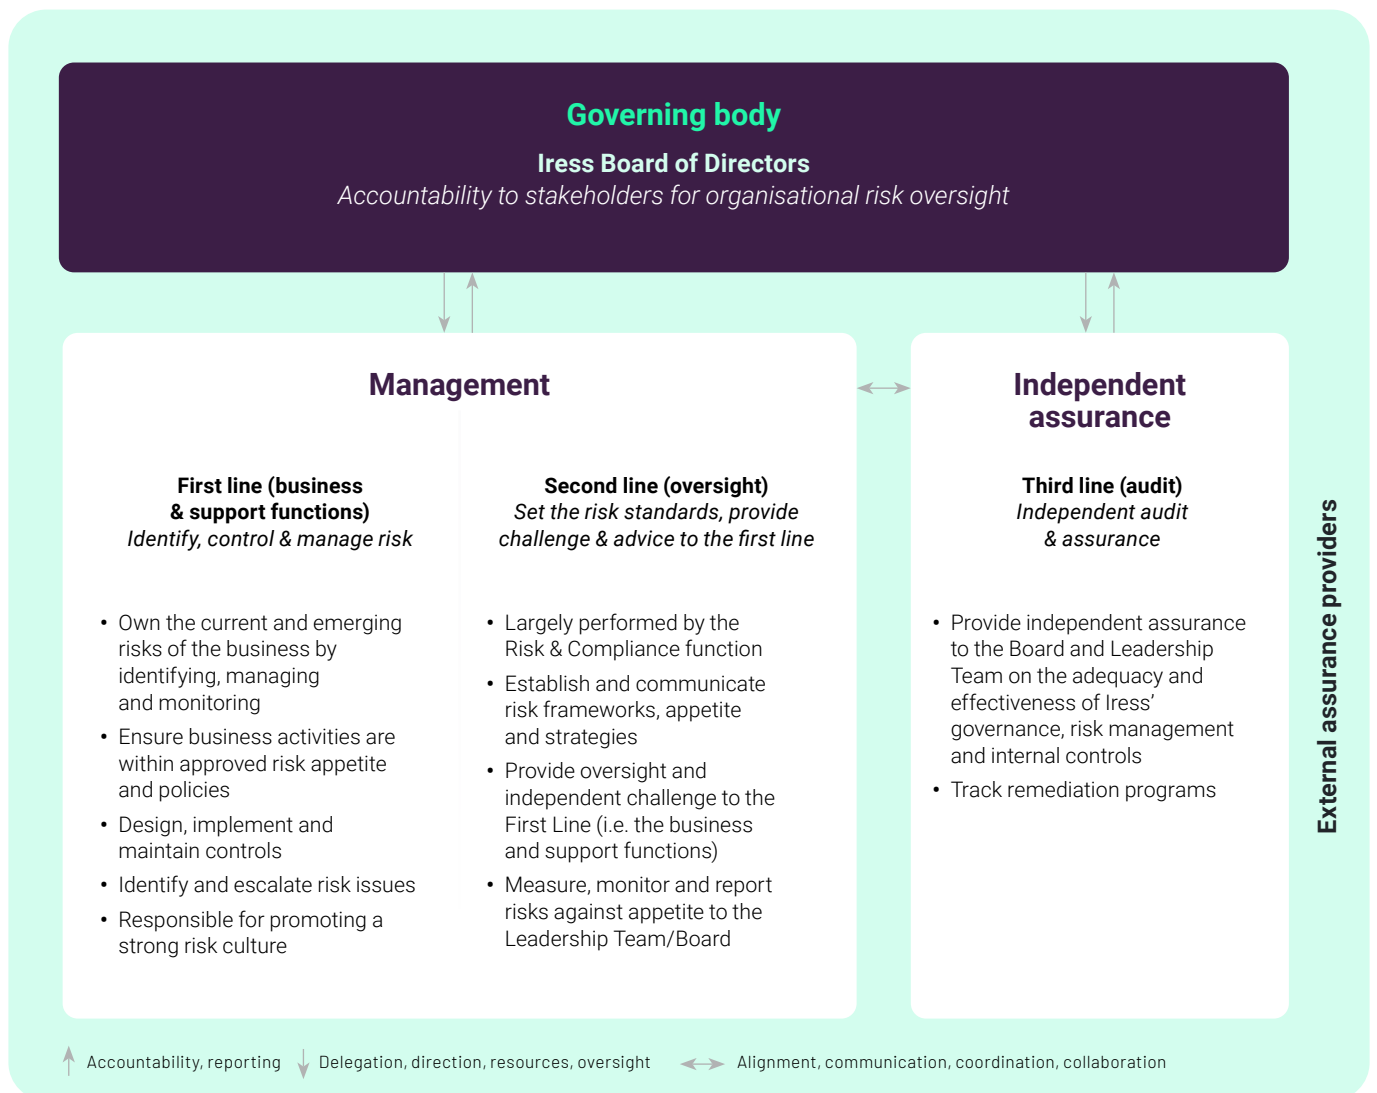 Governing body
Iress Board of Directors
Accountability to stakeholders for organisational risk oversight
Management
First line (business
& support functions)
Identify, control & manage risk
• Own the current and emerging
risks of the business by
identifying, managing
and monitoring
• Ensure business activities are
within approved risk appetite
and policies
• Design, implement and
maintain controls
• Identify and escalate risk issues
• Responsible for promoting a
strong risk culture
Second line (oversight)
Set the risk standards, provide
challenge & advice to the first line
• Largely performed by the
Risk & Compliance function
• Establish and communicate
risk frameworks, appetite
and strategies
• Provide oversight and
independent challenge to the
First Line (i.e. the business
and support functions)
• Measure, monitor and report
risks against appetite to the
Leadership Team/Board
Independent
assurance
Third line (audit)
Independent audit
& assurance
• Provide independent assurance
to the Board and Leadership
Team on the adequacy and
effectiveness of Iress’
governance, risk management
and internal controls
• Track remediation programs
External assurance providers
Accountability, reporting
Delegation, direction, resources, oversight
Alignment, communication, coordination, collaboration